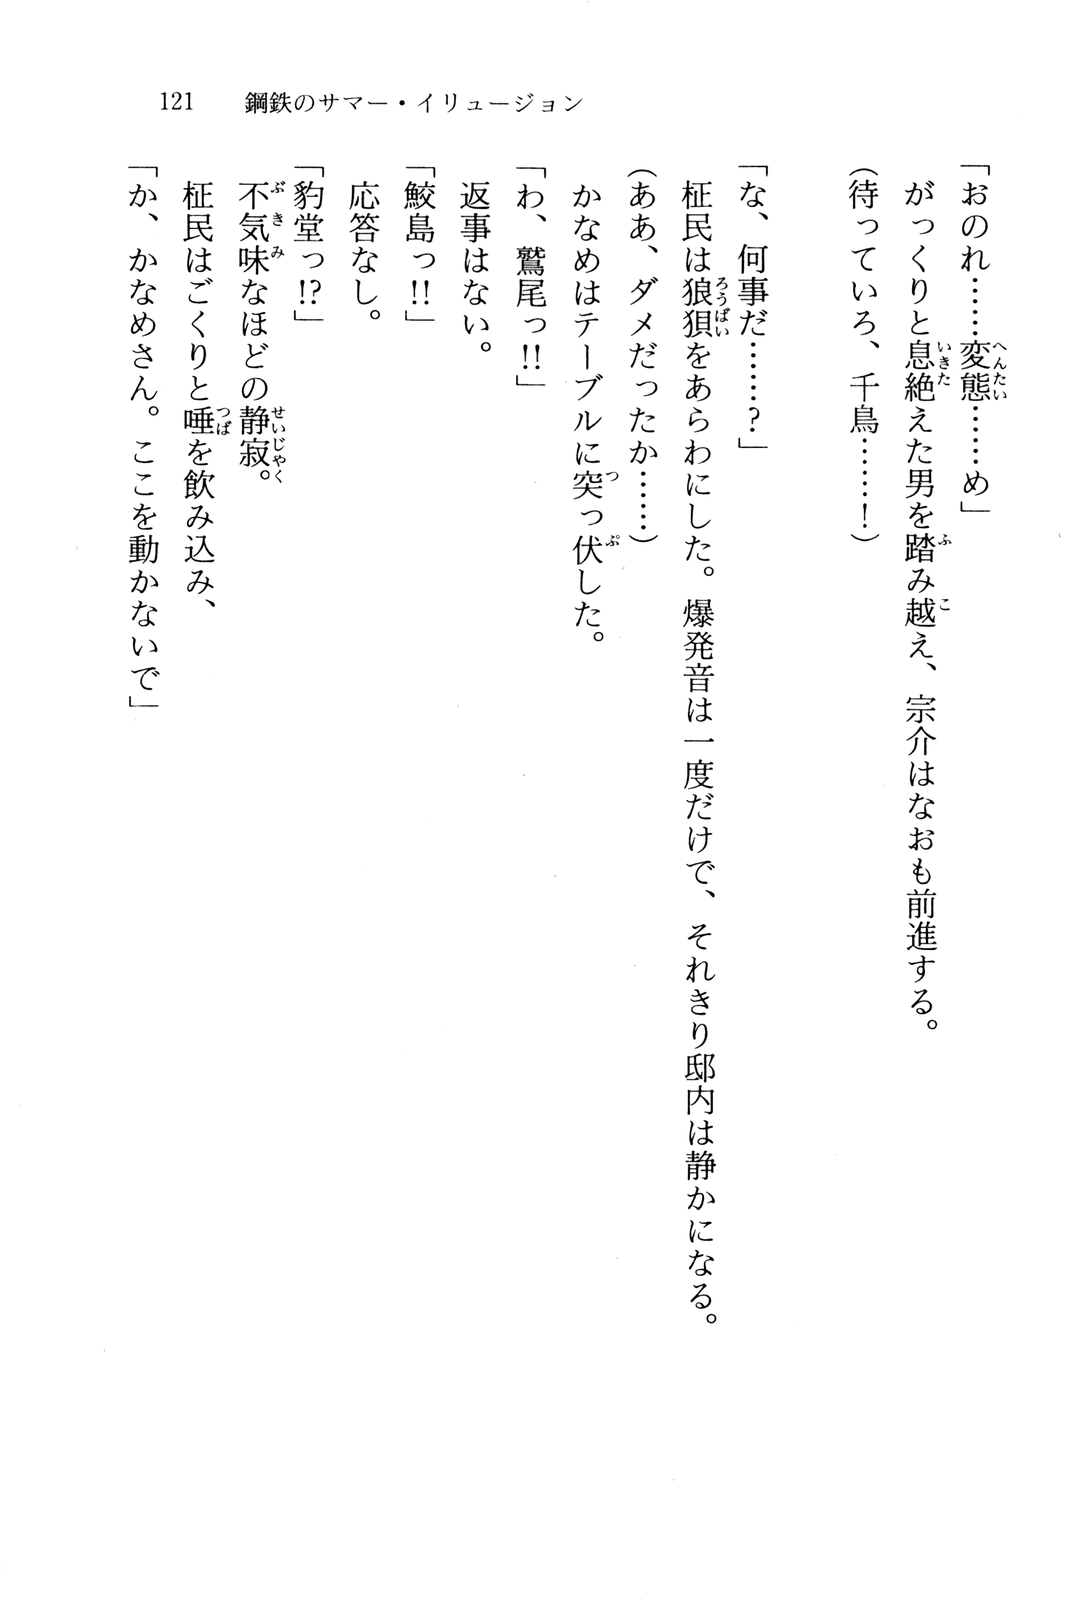 121　鋼鉄のサマー・イリュージョン
「おのれ……変態……め」
がっくりと息絶えた男を踏み越え、宗介はなおも前進する。
（待っていろ、千鳥……！）
「な、何事だ……？」
柾民は狼狽をあらわにした。爆発音は一度だけで、それきり邸内は静かになる。
（ああ、ダメだったか……）
かなめはテーブルに突っ伏した。
「わ、鷲尾っ!!」
返事はない。
「鮫島っ!!」
応答なし。
「豹堂っ!?」
不気味なほどの静寂。
柾民はごくりと唾を飲み込み、
「か、かなめさん。ここを動かないで」